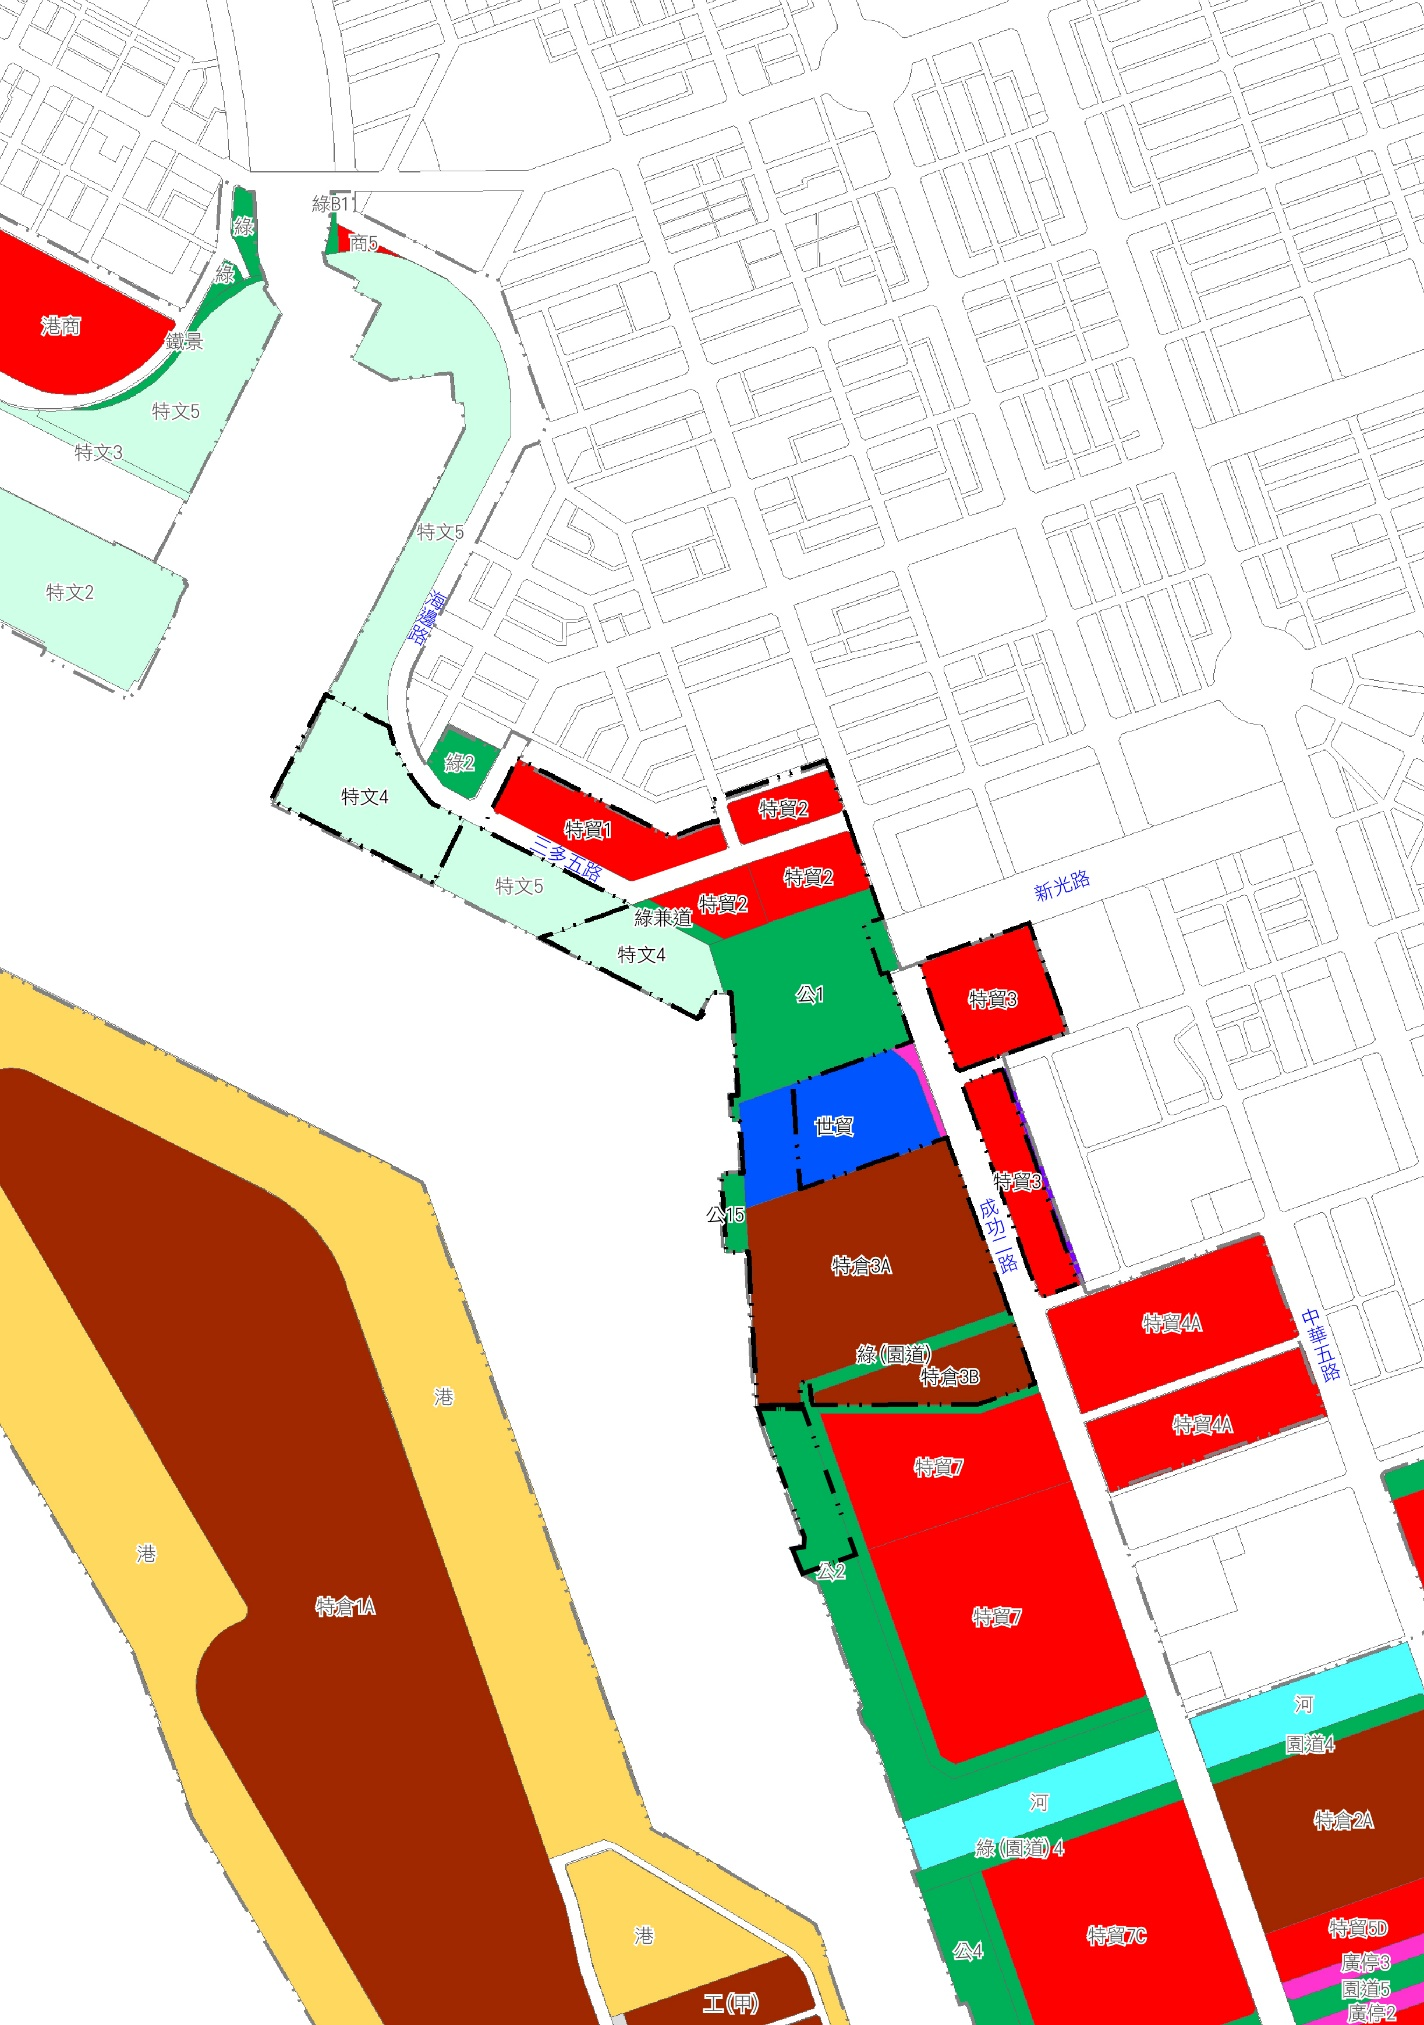 綠B1
綠
商5
綠
港商
鐵景
特文5
特文3
特文5
特文2
海邊路
綠2
特文4
特貿2
特貿1
三多五路
特貿2
特文5
新光路
特貿2
綠兼道
特文4
公1
特貿3
世貿
特貿3
公15
成功二路
特倉3A
特貿4A
中華五路
綠(園道)
特倉3B
港
特貿4A
特貿7
港
公2
特倉1A
特貿7
河
園道4
河
特倉2A
綠(園道)4
特貿5D
港
特貿7C
公4
廣停3
園道5
工(甲)
廣停2